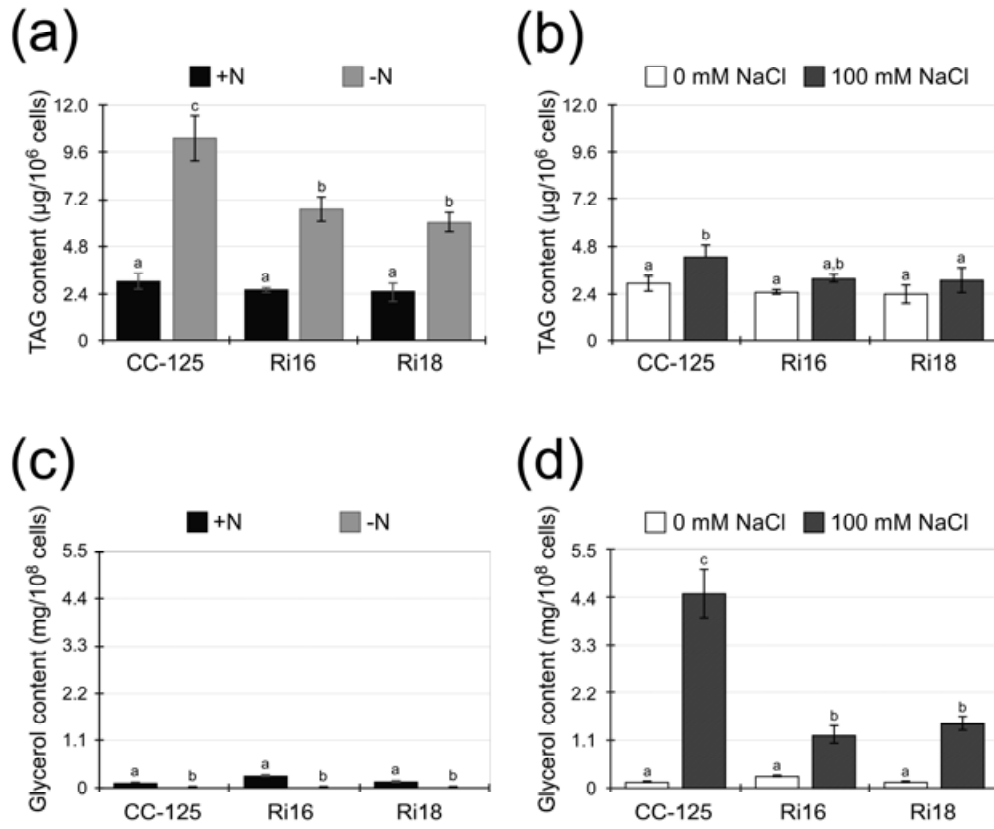 (a)
+N -N
TAG content (µg/10⁶ cells)
12.0
9.6
7.2
4.8
2.4
0
a c a b a b
CC-125 Ri16 Ri18
(b)
0 mM NaCl 100 mM NaCl
TAG content (µg/10⁶ cells)
12.0
9.6
7.2
4.8
2.4
0
a b a a,b a a
CC-125 Ri16 Ri18
(c)
+N -N
Glycerol content (mg/10⁸ cells)
5.5
4.4
3.3
2.2
1.1
0
a b a b a b
CC-125 Ri16 Ri18
(d)
0 mM NaCl 100 mM NaCl
Glycerol content (mg/10⁸ cells)
5.5
4.4
3.3
2.2
1.1
0
a c a b a b
CC-125 Ri16 Ri18